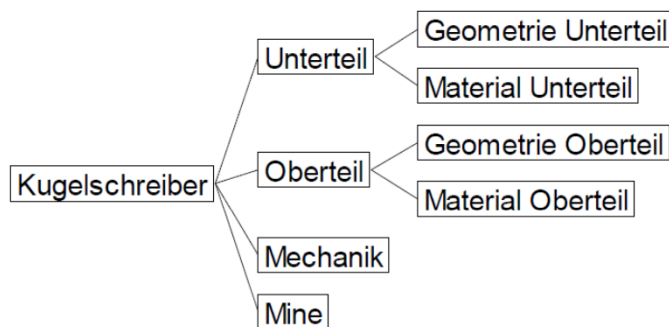 Geometrie Unterteil
Unterteil
Material Unterteil
Geometrie Oberteil
Kugelschreiber
Oberteil
Material Oberteil
Mechanik
Mine